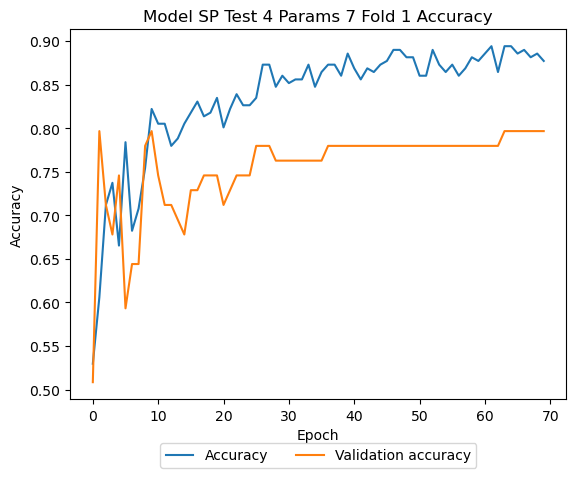 Model SP Test 4 Params 7 Fold 1 Accuracy
0.90
0.85
0.80
0.75
0.70
0.65
0.60
0.55
0.50
Accuracy
0 10 20 30 40 50 60 70
Epoch
Accuracy Validation accuracy